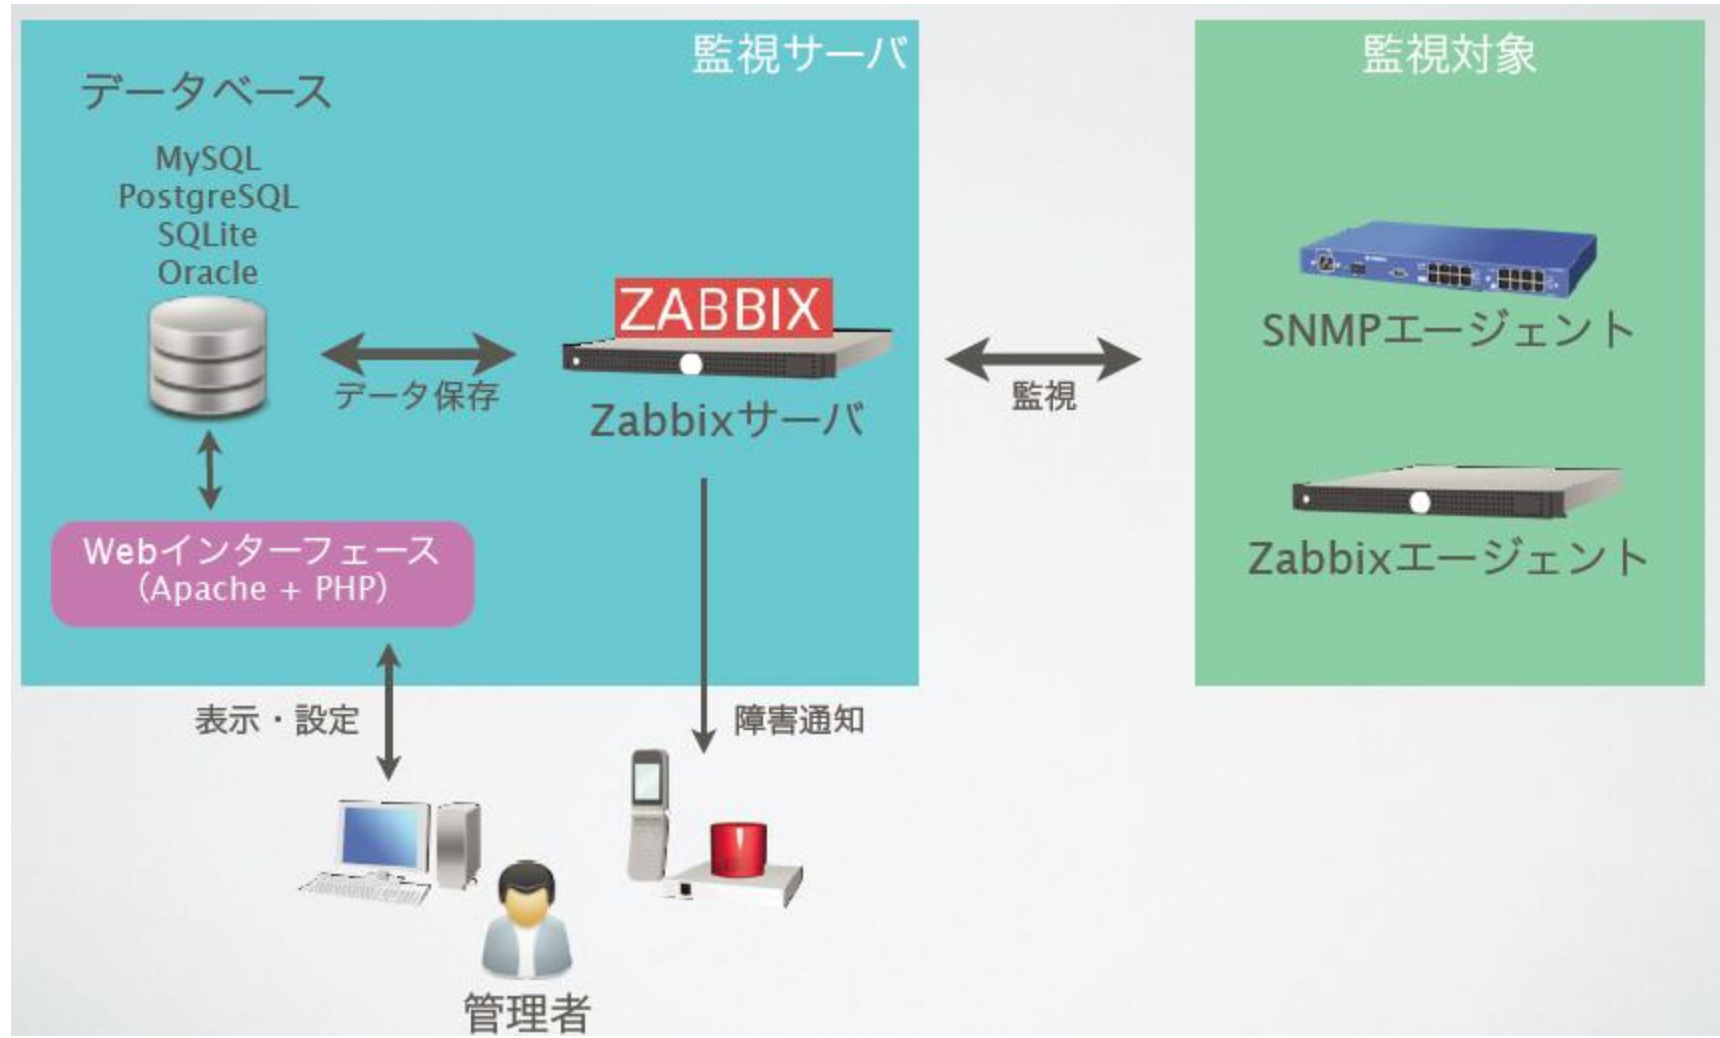 監視サーバ
データベース
MySQL
PostgreSQL
SQLite
Oracle
ZABBIX
データ保存
Zabbixサーバ
Webインターフェース
(Apache + PHP)
監視
監視対象
SNMPエージェント
Zabbixエージェント
表示・設定
障害通知
管理者